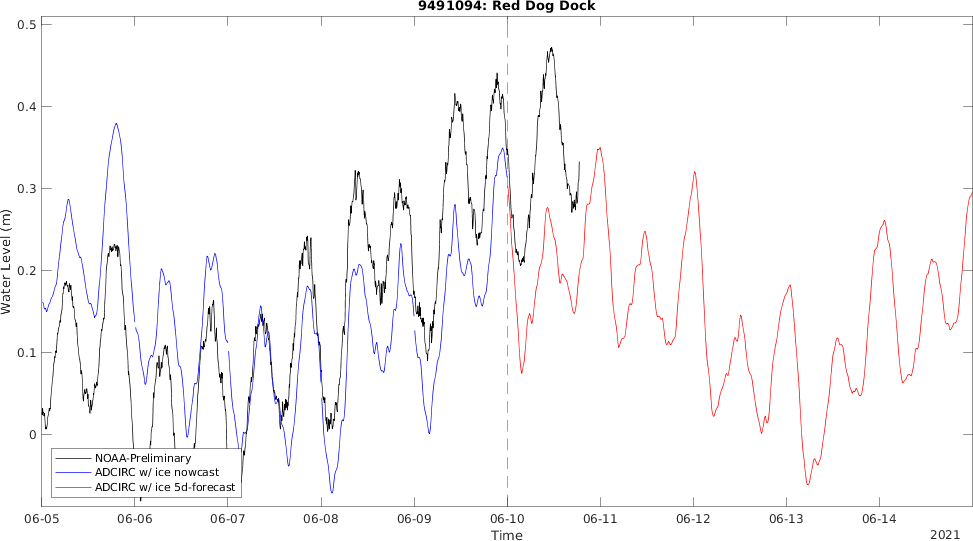 9491094: Red Dog Dock
0.5
0.4
0.3
0.2
0.1
0
Water Level (m)
NOAA-Preliminary
ADCIRC w/ ice nowcast
ADCIRC w/ ice 5d-forecast
06-05 06-06 06-07 06-08 06-09 06-10 06-11 06-12 06-13 06-14
Time
2021